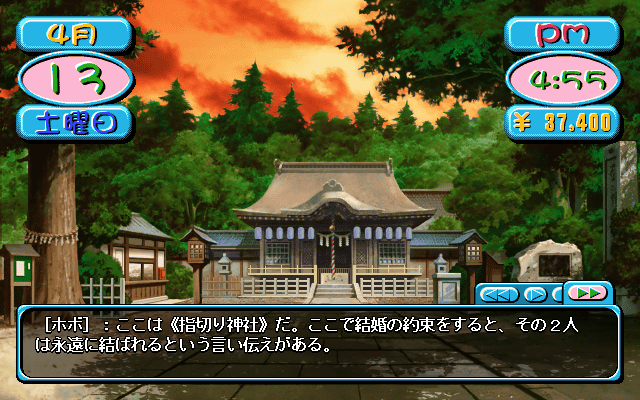 4月
13
土曜日
PM
4:55
¥ 37,400
［ホボ］：ここは《指切り神社》だ。ここで結婚の約束をすると、その２人
は永遠に結ばれるという言い伝えがある。